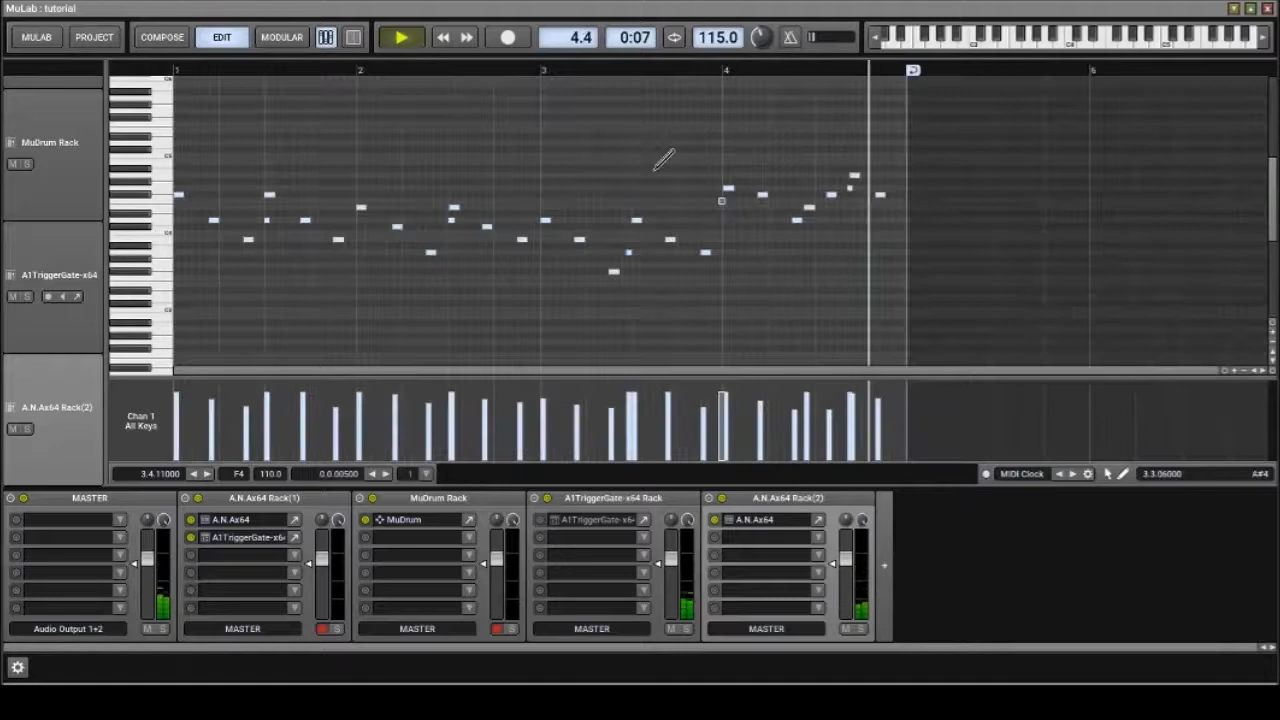 MuLab : tutorial
MULAB PROJECT COMPOSE EDIT MODULAR 4.4 0:07 115.0
1 2 3 4 6
MuDrum Rack
M S
A1TriggerGate-x64
M S
A.N.Ax64 Rack(2)
M S
Chan 1
All Keys
3.4.11000 F4 110.0 0.0.00500 1 MIDI Clock 3.3.06000 A#4
MASTER A.N.Ax64 Rack(1) MuDrum Rack A1TriggerGate-x64 Rack A.N.Ax64 Rack(2)
A.N.Ax64 MuDrum A1TriggerGate-x64 A.N.Ax64
A1TriggerGate-x64
Audio Output 1+2 M S MASTER S MASTER S MASTER M S MASTER M S